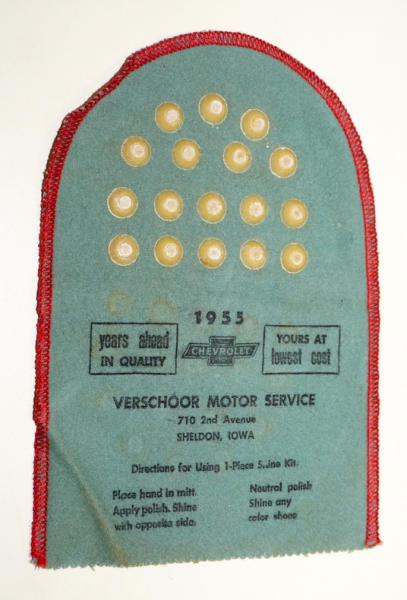 1955
years ahead
IN QUALITY
CHEVROLET
YOURS AT
lowest cost
VERSCHOOR MOTOR SERVICE
710 2nd Avenue
SHELDON, IOWA
Directions for Using 1-Piece Shine Kit.
Place hand in mitt.
Apply polish. Shine
with opposite side.
Neutral polish
Shine any
color shoes